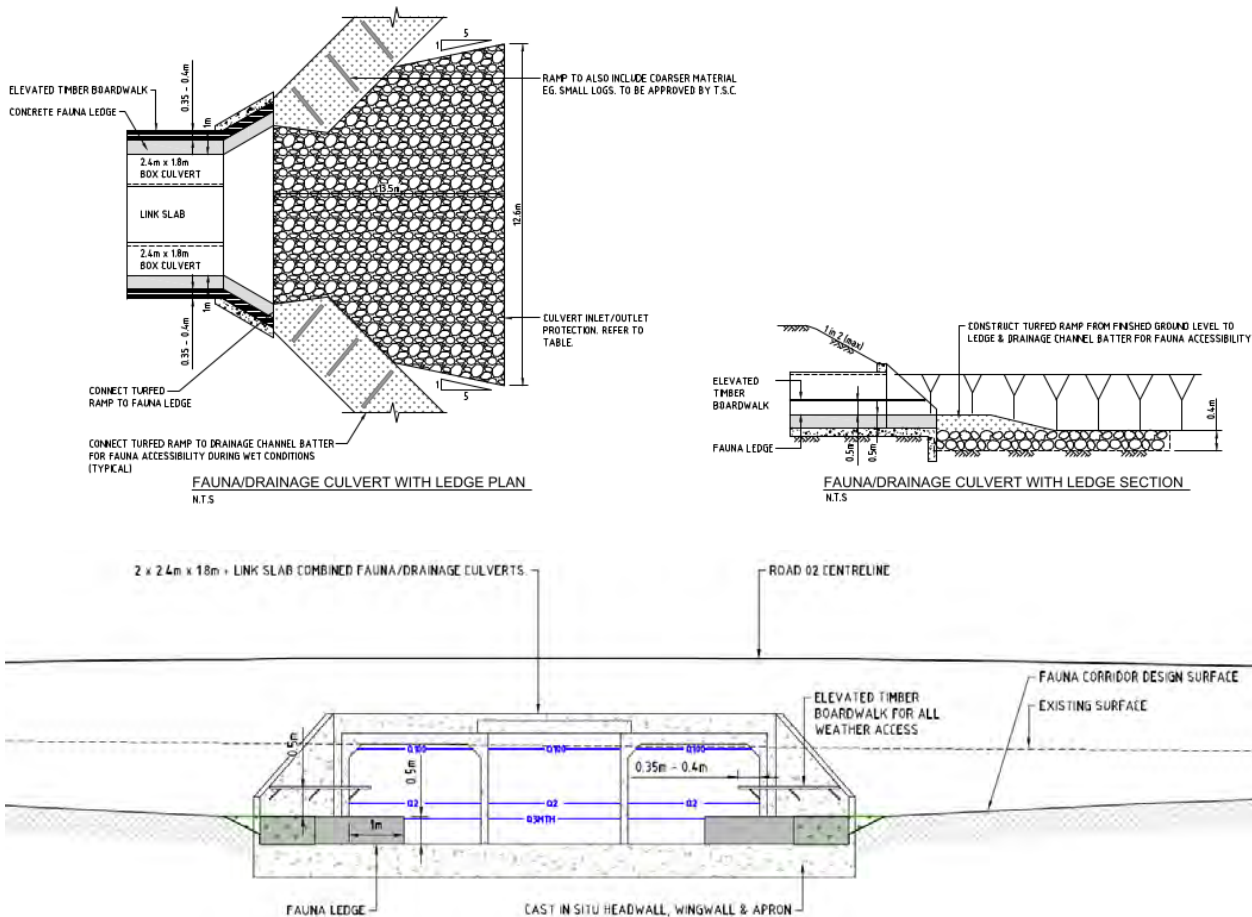 5
1
ELEVATED TIMBER BOARDWALK
CONCRETE FAUNA LEDGE
0.35 - 0.4m
1m
RAMP TO ALSO INCLUDE COARSER MATERIAL
EG. SMALL LOGS. TO BE APPROVED BY T.S.C.
2.4m x 1.8m
BOX CULVERT
LINK SLAB
2.4m x 1.8m
BOX CULVERT
13.5m
12.6m
1m
0.35 - 0.4m
CULVERT INLET/OUTLET
PROTECTION. REFER TO
TABLE.
1
5
CONNECT TURFED
RAMP TO FAUNA LEDGE
CONNECT TURFED RAMP TO DRAINAGE CHANNEL BATTER
FOR FAUNA ACCESSIBILITY DURING WET CONDITIONS
(TYPICAL)
FAUNA/DRAINAGE CULVERT WITH LEDGE PLAN
N.T.S
1 in 2 (max)
CONSTRUCT TURFED RAMP FROM FINISHED GROUND LEVEL TO
LEDGE & DRAINAGE CHANNEL BATTER FOR FAUNA ACCESSIBILITY
ELEVATED
TIMBER
BOARDWALK
FAUNA LEDGE
0.5m
0.5m
0.4m
FAUNA/DRAINAGE CULVERT WITH LEDGE SECTION
N.T.S
2 x 2.4m x 1.8m + LINK SLAB COMBINED FAUNA/DRAINAGE CULVERTS
ROAD 02 CENTRELINE
FAUNA CORRIDOR DESIGN SURFACE
EXISTING SURFACE
ELEVATED TIMBER
BOARDWALK FOR ALL
WEATHER ACCESS
Q100
Q100
Q100
0.5m
0.5m
0.35m - 0.4m
Q2
Q2
Q2
Q3MTH
1m
FAUNA LEDGE
CAST IN SITU HEADWALL, WINGWALL & APRON